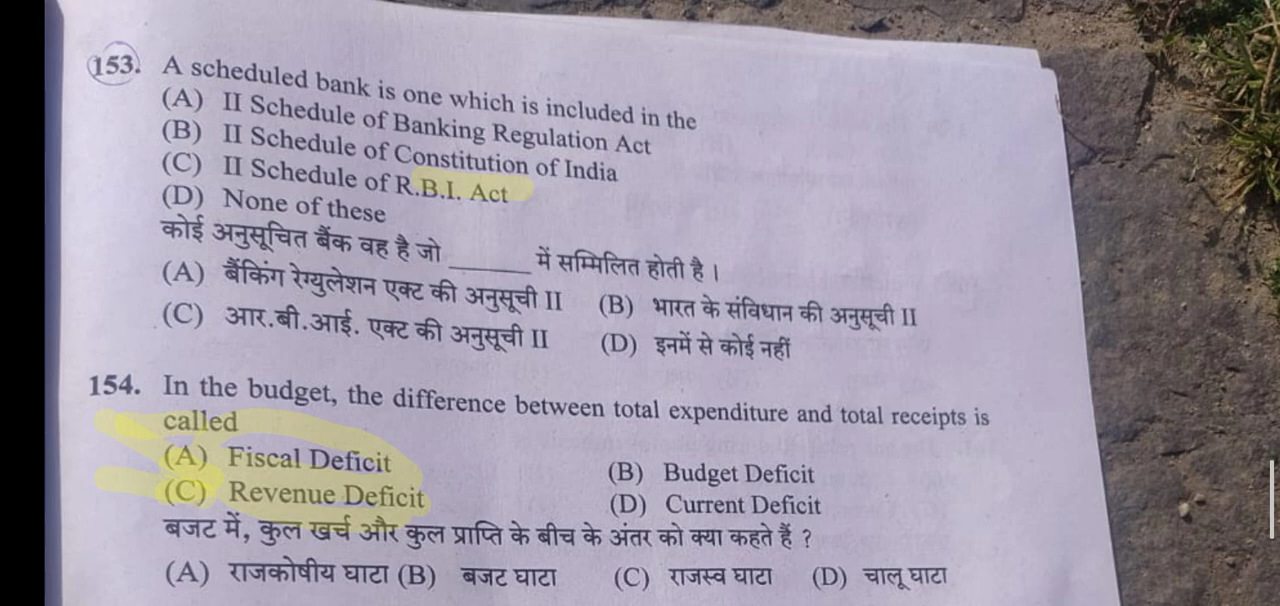 153. A scheduled bank is one which is included in the
(A) II Schedule of Banking Regulation Act
(B) II Schedule of Constitution of India
(C) II Schedule of R.B.I. Act
(D) None of these
कोई अनुसूचित बैंक वह है जो ______ में सम्मिलित होती है ।
(A) बैंकिंग रेग्युलेशन एक्ट की अनुसूची II (B) भारत के संविधान की अनुसूची II
(C) आर.बी.आई. एक्ट की अनुसूची II (D) इनमें से कोई नहीं
154. In the budget, the difference between total expenditure and total receipts is
called
(A) Fiscal Deficit (B) Budget Deficit
(C) Revenue Deficit (D) Current Deficit
बजट में, कुल खर्च और कुल प्राप्ति के बीच के अंतर को क्या कहते हैं ?
(A) राजकोषीय घाटा (B) बजट घाटा (C) राजस्व घाटा (D) चालू घाटा